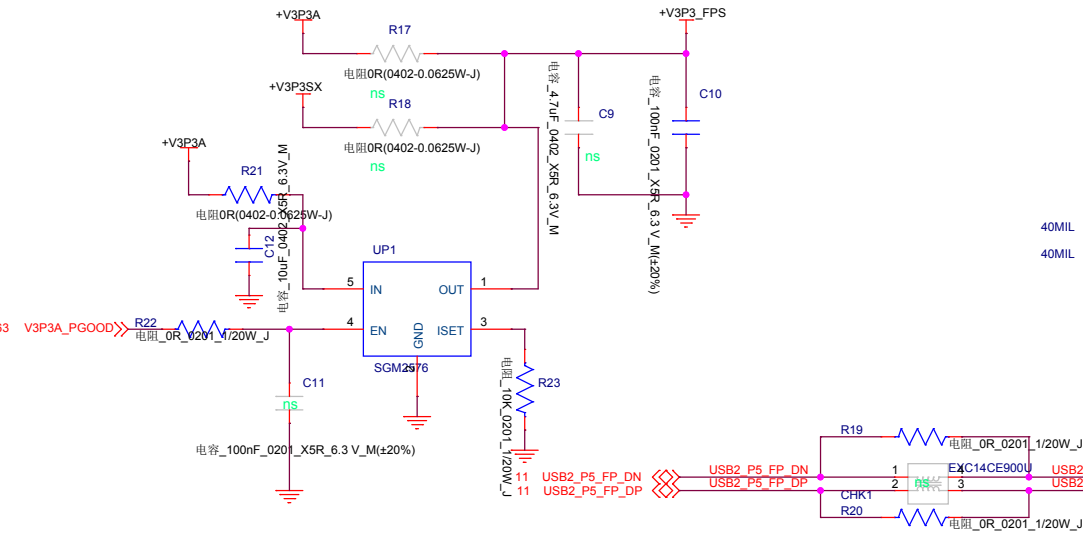 +V3P3A
+V3P3_FPS
R17
电阻0R(0402-0.0625W-J)
ns
+V3P3SX
R18
电阻0R(0402-0.0625W-J)
ns
电容_4.7uF_0402_X5R_6.3V_M
C9
ns
电容_100nF_0201_X5R_6.3 V_M(±20%)
C10
+V3P3A
R21
电阻0R(0402-0.0625W-J)
C12
电容_10uF_0402_X5R_6.3V_M
40MIL
40MIL
UP1
5
IN
OUT
1
4
EN
ISET
3
GND
2
SGM2576
63
V3P3A_PGOOD
R22
电阻_0R_0201_1/20W_J
C11
ns
电容_100nF_0201_X5R_6.3 V_M(±20%)
R23
电阻_10K_0201_1/20W_J
R19
电阻_0R_0201_1/20W_J
11
USB2_P5_FP_DN
USB2_P5_FP_DN
1
EXC14CE900U
4
USB2
11
USB2_P5_FP_DP
USB2_P5_FP_DP
2
ns
3
USB2
CHK1
R20
电阻_0R_0201_1/20W_J